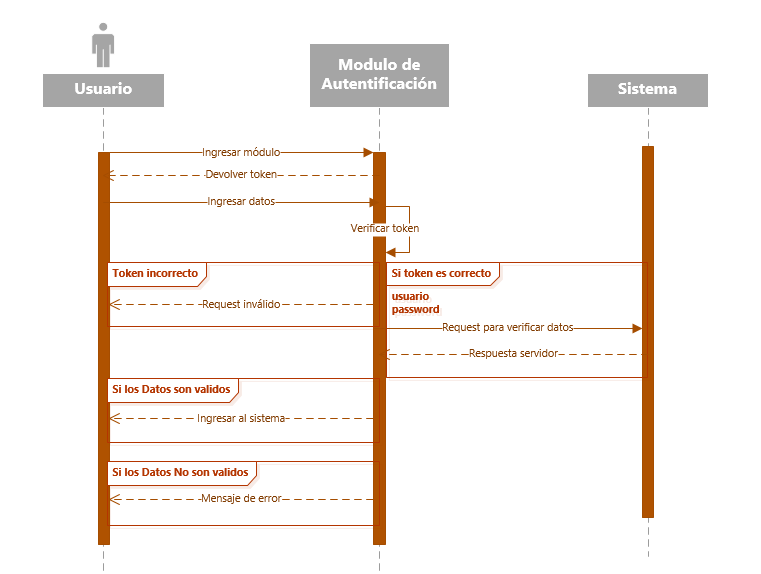 Usuario
Modulo de
Autentificación
Sistema
Ingresar módulo
Devolver token
Ingresar datos
Verificar token
Token incorrecto
Si token es correcto
usuario
password
Request inválido
Request para verificar datos
Respuesta servidor
Si los Datos son validos
Ingresar al sistema
Si los Datos No son validos
Mensaje de error